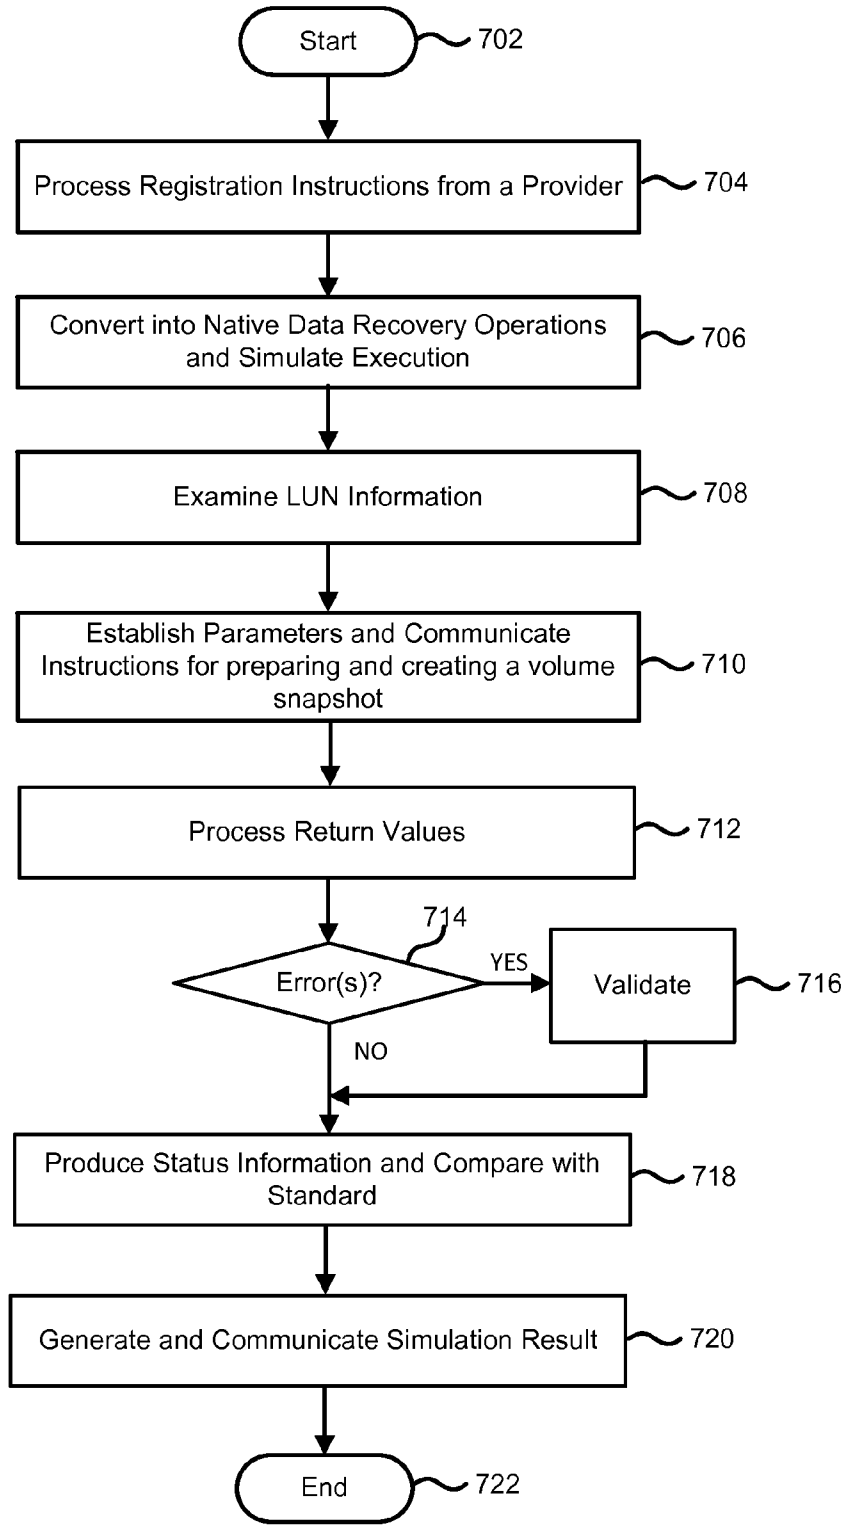 Start
702
Process Registration Instructions from a Provider
704
Convert into Native Data Recovery Operations
and Simulate Execution
706
Examine LUN Information
708
Establish Parameters and Communicate
Instructions for preparing and creating a volume
snapshot
710
Process Return Values
712
714
Error(s)?
YES
Validate
716
NO
Produce Status Information and Compare with
Standard
718
Generate and Communicate Simulation Result
720
End
722